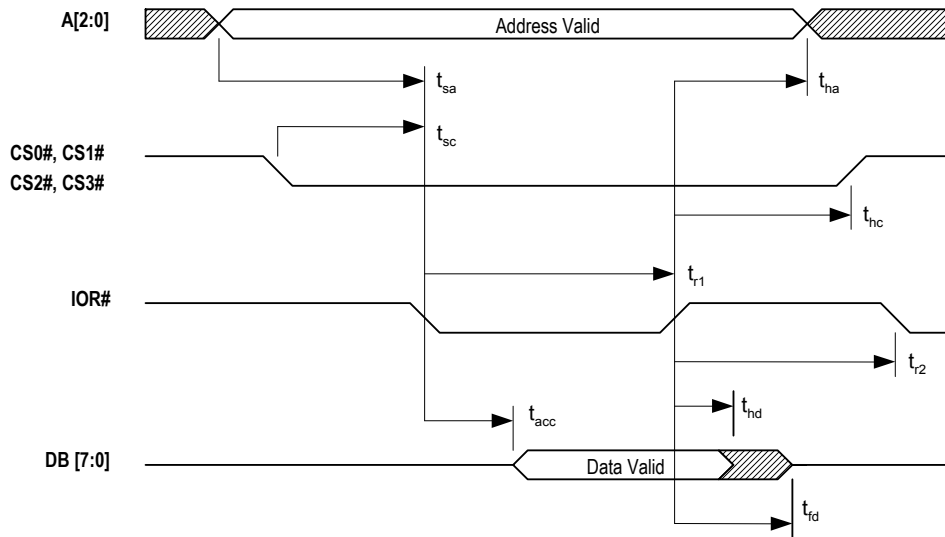 A[2:0]
Address Valid
tsa
tha
tsc
CS0#, CS1#
CS2#, CS3#
thc
tr1
IOR#
tr2
thd
tacc
DB [7:0]
Data Valid
tfd